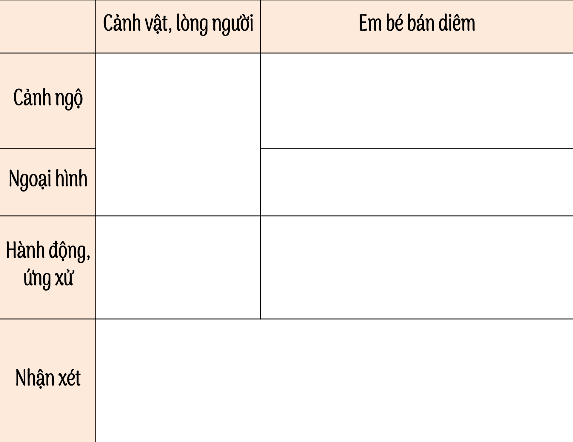 Cảnh vật, lòng người
Em bé bán diêm
Cảnh ngộ
Ngoại hình
Hành động,
ứng xử
Nhận xét